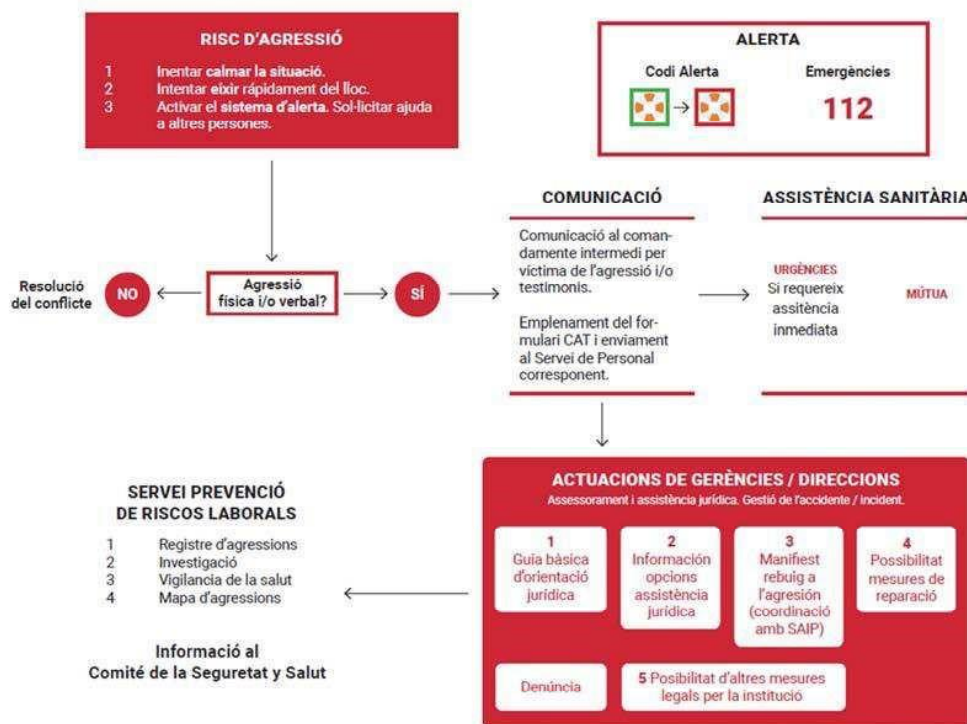 RISC D'AGRESSIÓ
1 Inentar calmar la situació.
2 Intentar eixir rápidament del lloc.
3 Activar el sistema d'alerta. Sol·licitar ajuda
a altres persones.
ALERTA
Codi Alerta
Emergències
112
Resolució
del conflicte
NO
Agressió
física i/o verbal?
SÍ
COMUNICACIÓ
Comunicació al coman-
damente intermedi per
víctima de l'agressió i/o
testimonis.
Emplenament del for-
mulari CAT i enviament
al Servei de Personal
corresponent.
ASSISTÈNCIA SANITÀRIA
URGÈNCIES
Si requereix
assitència
inmediata
MÚTUA
ACTUACIONS DE GERÈNCIES / DIRECCIONS
Assessorament i assistència jurídica. Gestió de l'accidente / incident.
1
Guia bàsica
d'orientació
jurídica
2
Información
opcions
assistència
jurídica
3
Manifiest
rebuig a
l'agresión
(coordinació
amb SAIP)
4
Possibilitat
mesures de
reparació
Denúncia
5 Posibilitat d'altres mesures
legals per la institució
SERVEI PREVENCIÓ
DE RISCOS LABORALS
1 Registre d'agressions
2 Investigació
3 Vigilancia de la salut
4 Mapa d'agressions
Informació al
Comité de la Seguretat y Salut